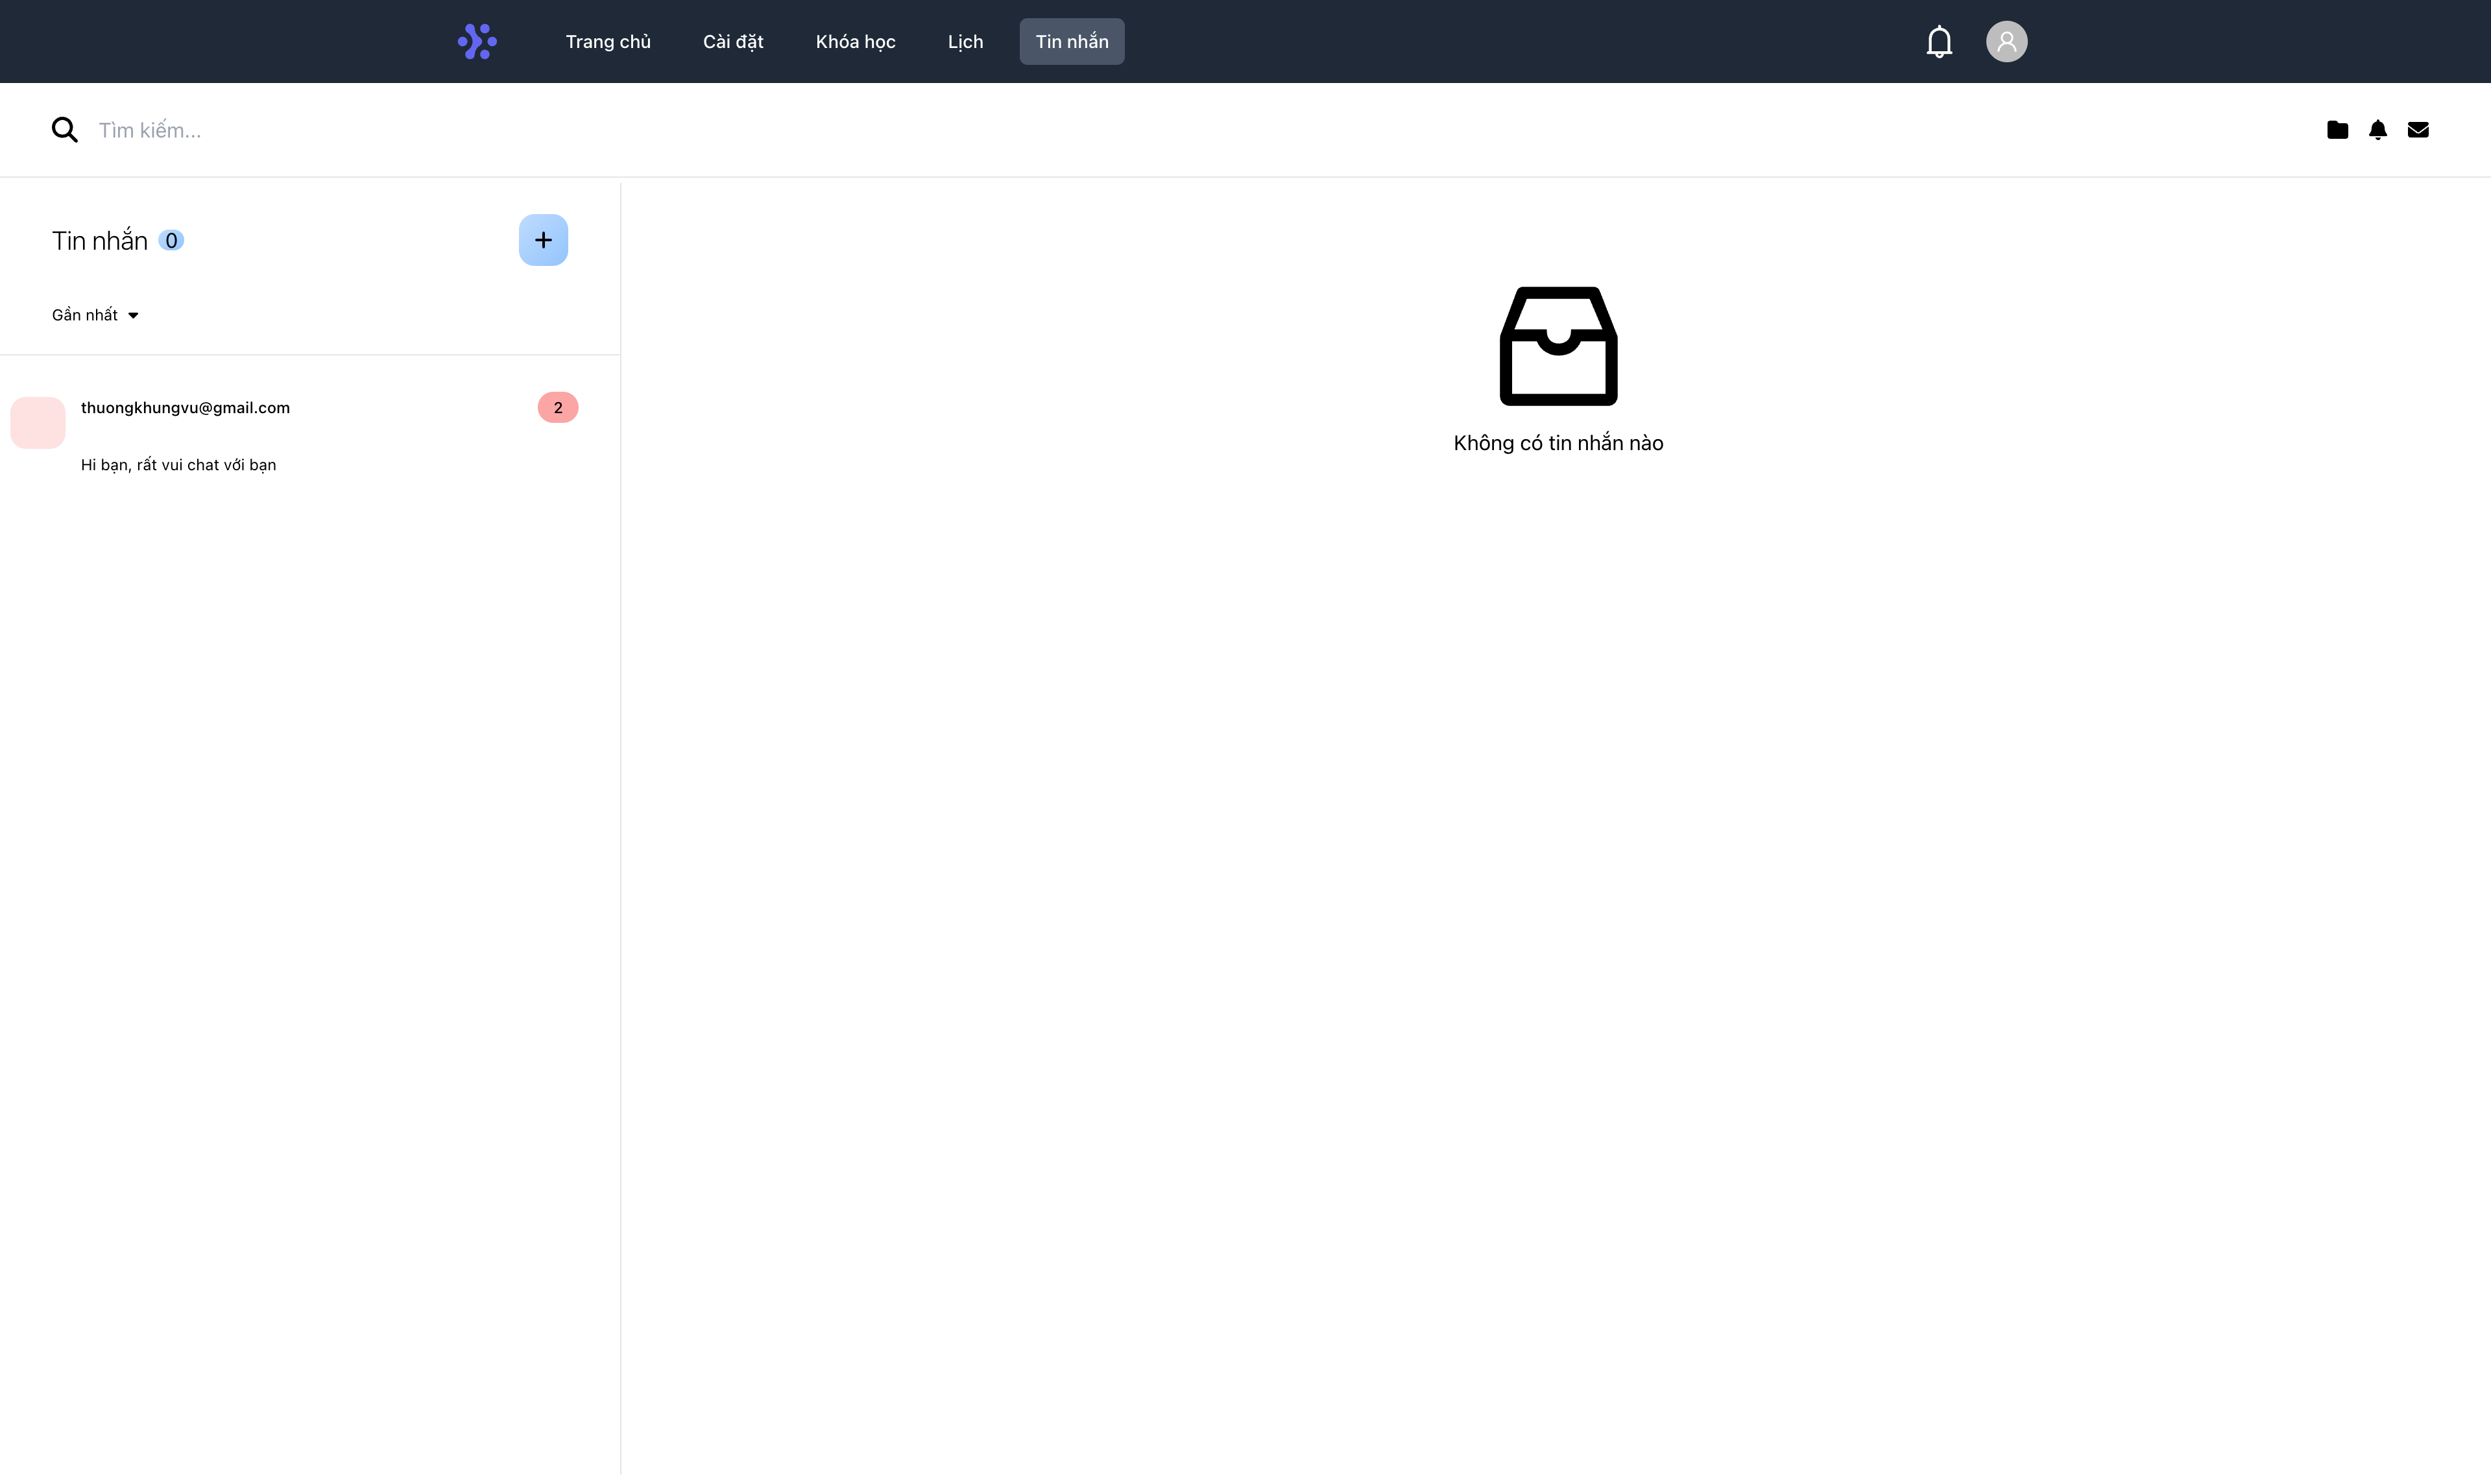 Trang chủ
Cài đặt
Khóa học
Lịch
Tin nhắn
Tìm kiếm...
Tin nhắn 0
Gần nhất
thuongkhungvu@gmail.com 2
Hi bạn, rất vui chat với bạn
Không có tin nhắn nào